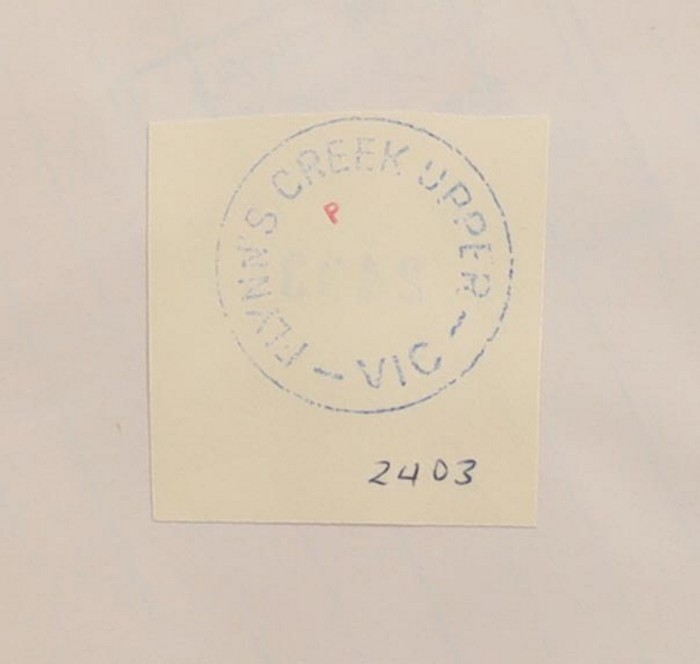 FLYNN'S CREEK UPPER
P
- VIC -
2403